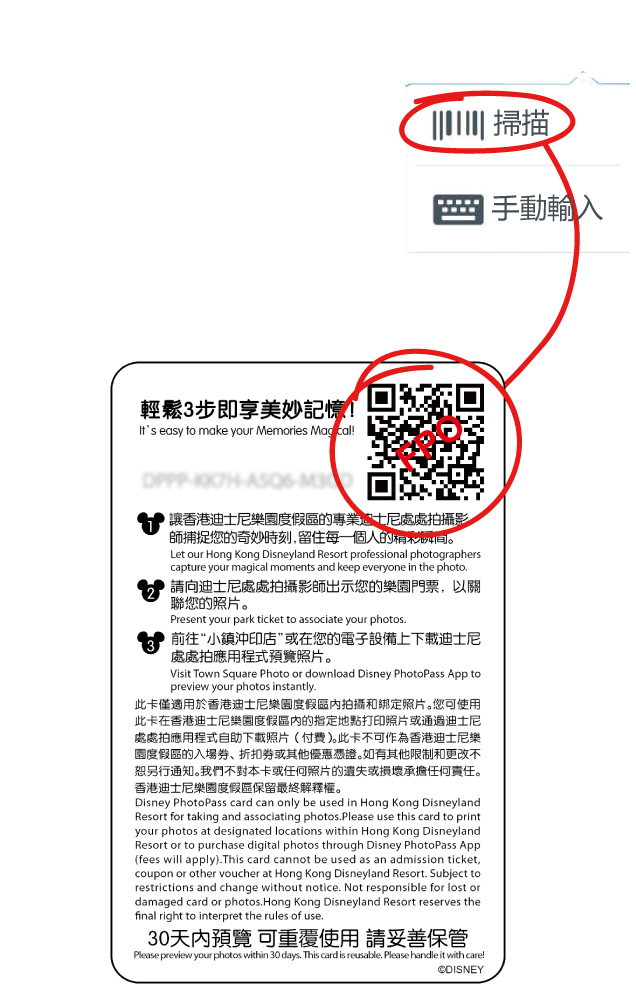 掃描
手動輸入
輕鬆3步即享美妙記憶!
It's easy to make your Memories Magical!
FPO
DPPP-KK7H-A5Q6-M3CD
1 讓香港迪士尼樂園度假區的專業迪士尼處處拍攝影
師捕捉您的奇妙時刻,留住每一個人的精彩瞬間。
Let our Hong Kong Disneyland Resort professional photographers
capture your magical moments and keep everyone in the photo.
2 請向迪士尼處處拍攝影師出示您的樂園門票，以關
聯您的照片。
Present your park ticket to associate your photos.
3 前往“小鎮沖印店”或在您的電子設備上下載迪士尼
處處拍應用程式預覽照片。
Visit Town Square Photo or download Disney PhotoPass App to
preview your photos instantly.
此卡僅適用於香港迪士尼樂園度假區內拍攝和綁定照片。您可使用
此卡在香港迪士尼樂園度假區內的指定地點打印照片或通過迪士尼
處處拍應用程式自助下載照片（付費）。此卡不可作為香港迪士尼樂
園度假區的入場券、折扣券或其他優惠憑證。如有其他限制和更改不
恕另行通知。我們不對本卡或任何照片的遺失或損壞承擔任何責任。
香港迪士尼樂園度假區保留最終解釋權。
Disney PhotoPass card can only be used in Hong Kong Disneyland
Resort for taking and associating photos.Please use this card to print
your photos at designated locations within Hong Kong Disneyland
Resort or to purchase digital photos through Disney PhotoPass App
(fees will apply).This card cannot be used as an admission ticket,
coupon or other voucher at Hong Kong Disneyland Resort. Subject to
restrictions and change without notice. Not responsible for lost or
damaged card or photos.Hong Kong Disneyland Resort reserves the
final right to interpret the rules of use.
30天內預覽 可重覆使用 請妥善保管
Please preview your photos within 30 days. This card is reusable. Please handle it with care!
©DISNEY